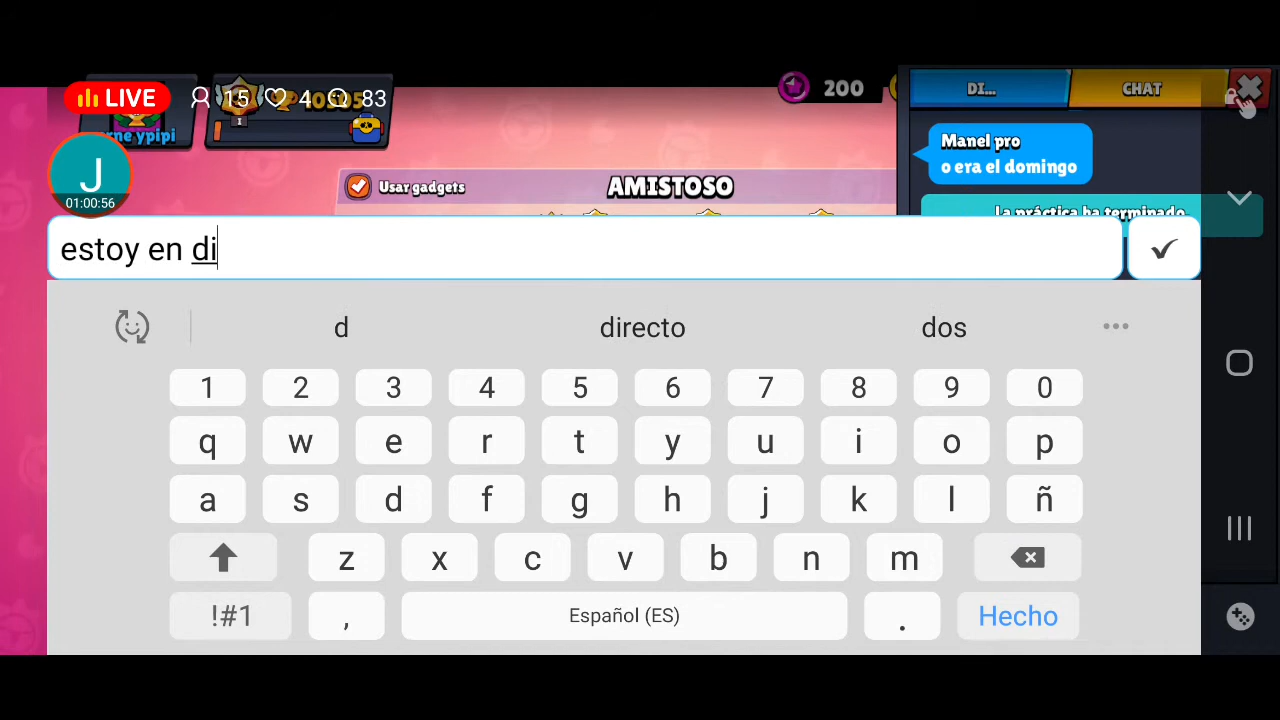 LIVE 15 4 83
200
DI...
CHAT
rne ypipi
Manel pro
o era el domingo
J
01:00:56
Usar gadgets
AMISTOSO
La práctica ha terminado
estoy en di
d directo dos
1 2 3 4 5 6 7 8 9 0
q w e r t y u i o p
a s d f g h j k l ñ
z x c v b n m
!#1 , Español (ES) . Hecho